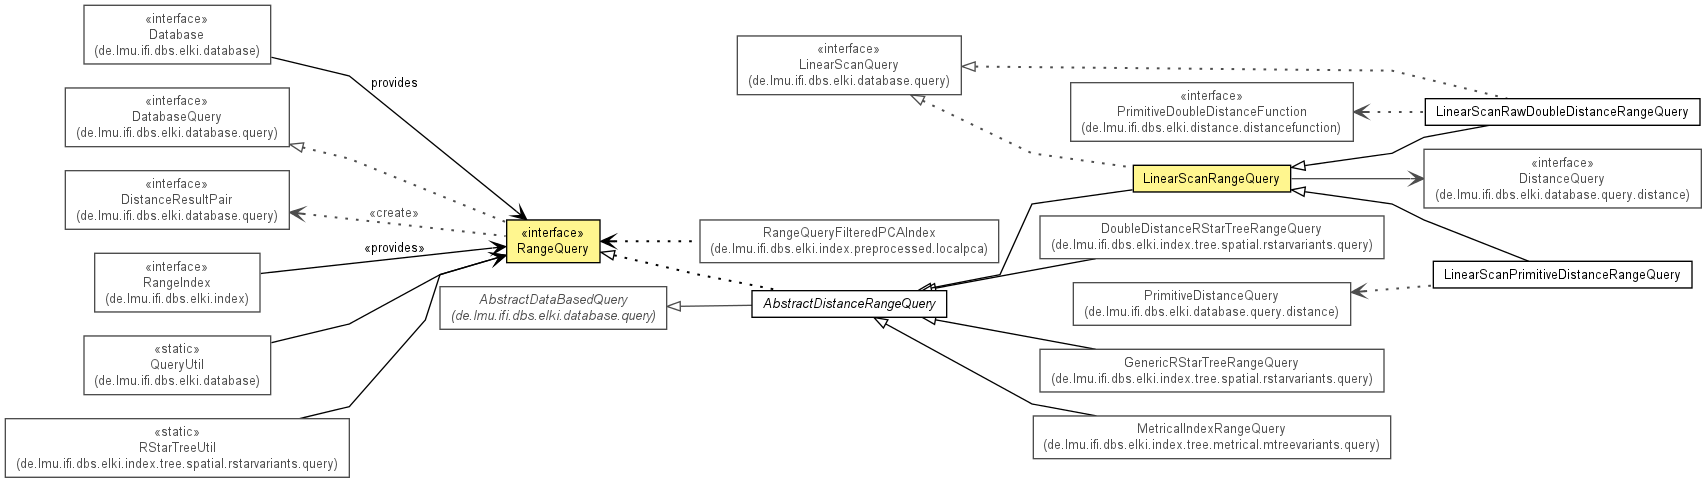 «interface»
Database
(de.lmu.ifi.dbs.elki.database)
provides
«interface»
DatabaseQuery
(de.lmu.ifi.dbs.elki.database.query)
«interface»
DistanceResultPair
(de.lmu.ifi.dbs.elki.database.query)
«create»
«provides»
«interface»
RangeIndex
(de.lmu.ifi.dbs.elki.index)
«static»
QueryUtil
(de.lmu.ifi.dbs.elki.database)
«static»
RStarTreeUtil
(de.lmu.ifi.dbs.elki.index.tree.spatial.rstarvariants.query)
«interface»
RangeQuery
AbstractDataBasedQuery
(de.lmu.ifi.dbs.elki.database.query)
RangeQueryFilteredPCAIndex
(de.lmu.ifi.dbs.elki.index.preprocessed.localpca)
AbstractDistanceRangeQuery
«interface»
LinearScanQuery
(de.lmu.ifi.dbs.elki.database.query)
«interface»
PrimitiveDoubleDistanceFunction
(de.lmu.ifi.dbs.elki.distance.distancefunction)
LinearScanRangeQuery
DoubleDistanceRStarTreeRangeQuery
(de.lmu.ifi.dbs.elki.index.tree.spatial.rstarvariants.query)
PrimitiveDistanceQuery
(de.lmu.ifi.dbs.elki.database.query.distance)
GenericRStarTreeRangeQuery
(de.lmu.ifi.dbs.elki.index.tree.spatial.rstarvariants.query)
MetricalIndexRangeQuery
(de.lmu.ifi.dbs.elki.index.tree.metrical.mtreevariants.query)
LinearScanRawDoubleDistanceRangeQuery
«interface»
DistanceQuery
(de.lmu.ifi.dbs.elki.database.query.distance)
LinearScanPrimitiveDistanceRangeQuery